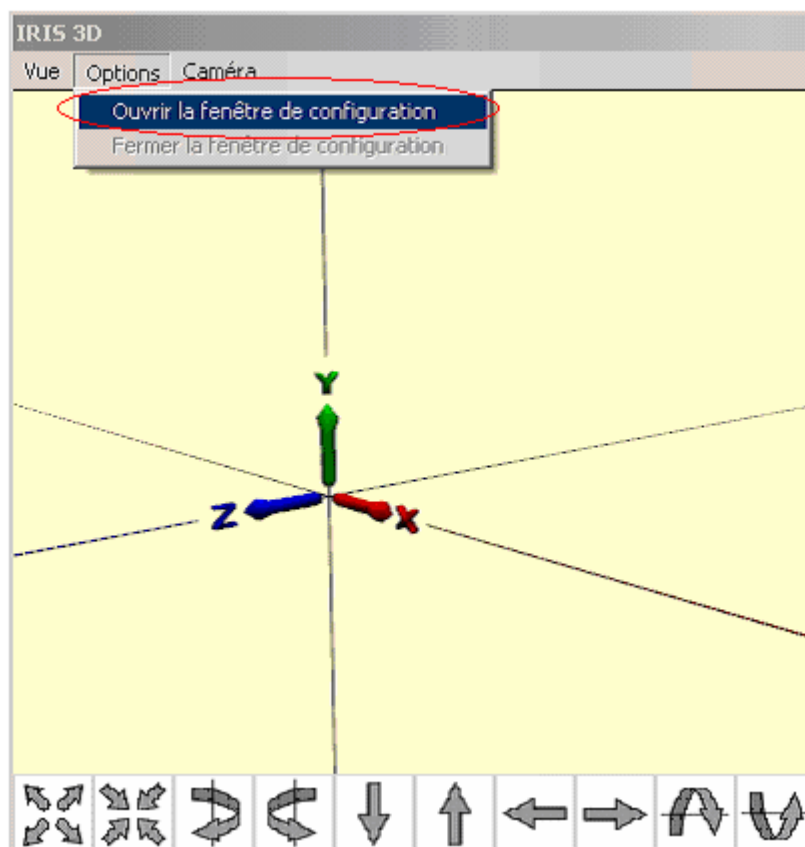 IRIS 3D
Vue Options Caméra
Ouvrir la fenêtre de configuration
Fermer la fenêtre de configuration
Y
Z X